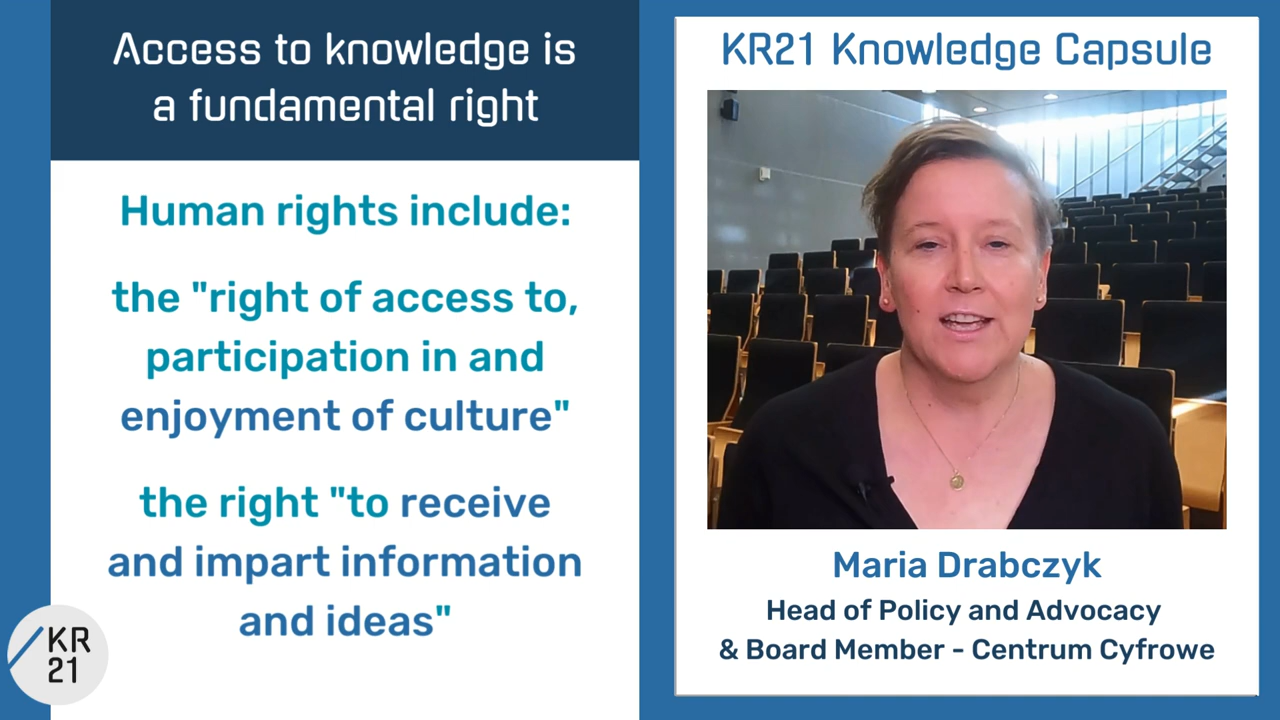 Access to knowledge is
a fundamental right
Human rights include:
the "right of access to,
participation in and
enjoyment of culture"
the right "to receive
and impart information
and ideas"
KR
21
KR21 Knowledge Capsule
Maria Drabczyk
Head of Policy and Advocacy
& Board Member - Centrum Cyfrowe